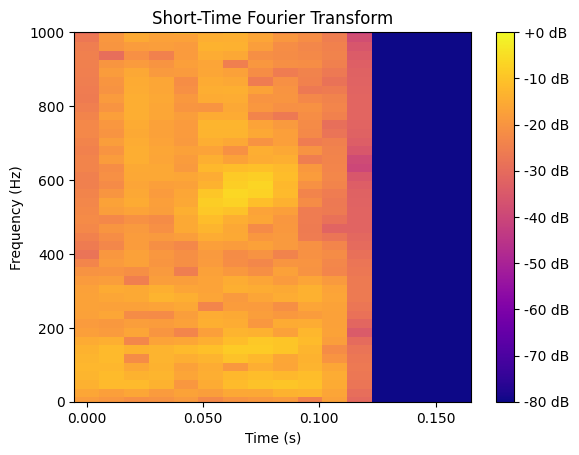 Short-Time Fourier Transform
Frequency (Hz)
1000
800
600
400
200
0
0.000
0.050
0.100
0.150
Time (s)
+0 dB
-10 dB
-20 dB
-30 dB
-40 dB
-50 dB
-60 dB
-70 dB
-80 dB